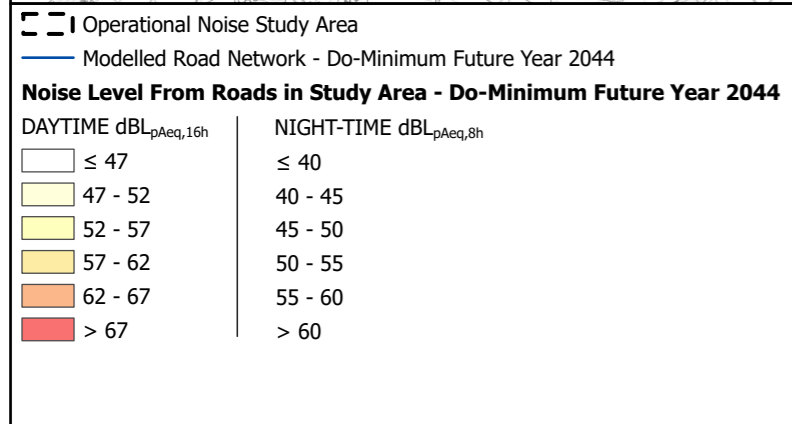 Operational Noise Study Area
Modelled Road Network - Do-Minimum Future Year 2044
Noise Level From Roads in Study Area - Do-Minimum Future Year 2044
DAYTIME dBLpAeq,16h NIGHT-TIME dBLpAeq,8h
≤ 47 ≤ 40
47 - 52 40 - 45
52 - 57 45 - 50
57 - 62 50 - 55
62 - 67 55 - 60
> 67 > 60